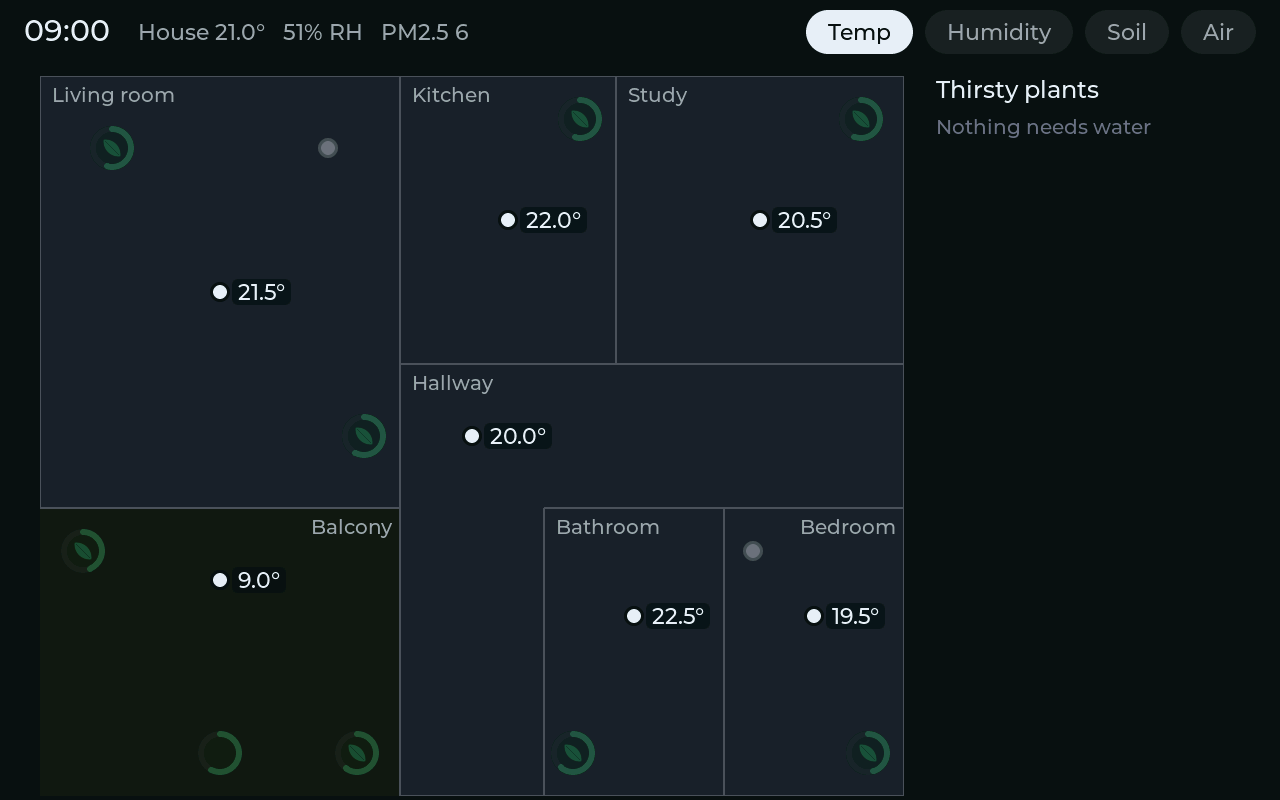 09:00 House 21.0° 51% RH PM2.5 6
Temp Humidity Soil Air
Thirsty plants
Nothing needs water
Living room
21.5°
Kitchen
22.0°
Study
20.5°
Hallway
20.0°
Balcony
9.0°
Bathroom
22.5°
Bedroom
19.5°